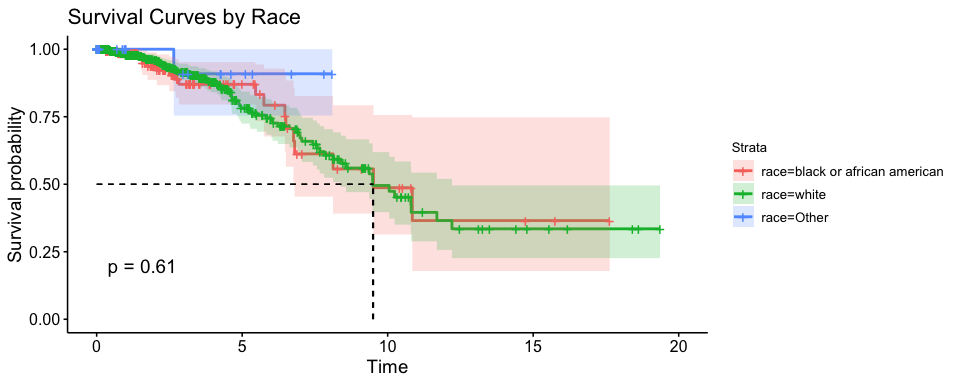 Survival Curves by Race
Survival probability
1.00
0.75
0.50
0.25
0.00
p = 0.61
0 5 10 15 20
Time
Strata
race=black or african american
race=white
race=Other